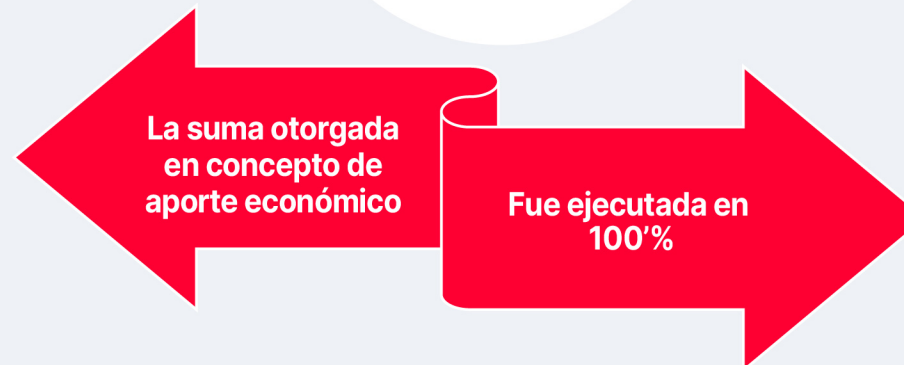 La suma otorgada
en concepto de
aporte económico
Fue ejecutada en
100’%